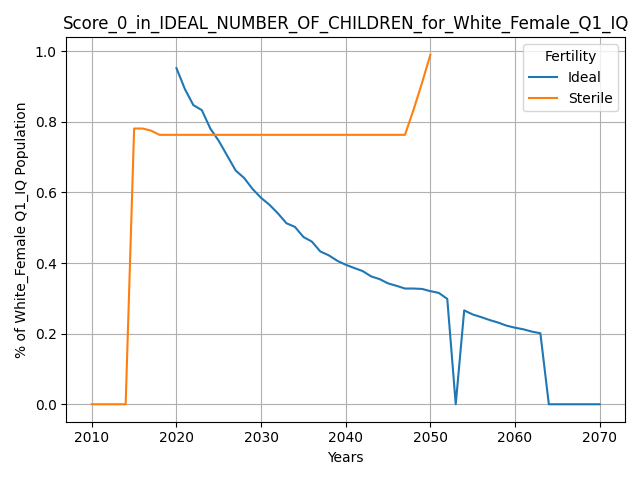 Score_0_in_IDEAL_NUMBER_OF_CHILDREN_for_White_Female_Q1_IQ
Fertility
Ideal
Sterile
% of White_Female Q1_IQ Population
1.0
0.8
0.6
0.4
0.2
0.0
2010 2020 2030 2040 2050 2060 2070
Years